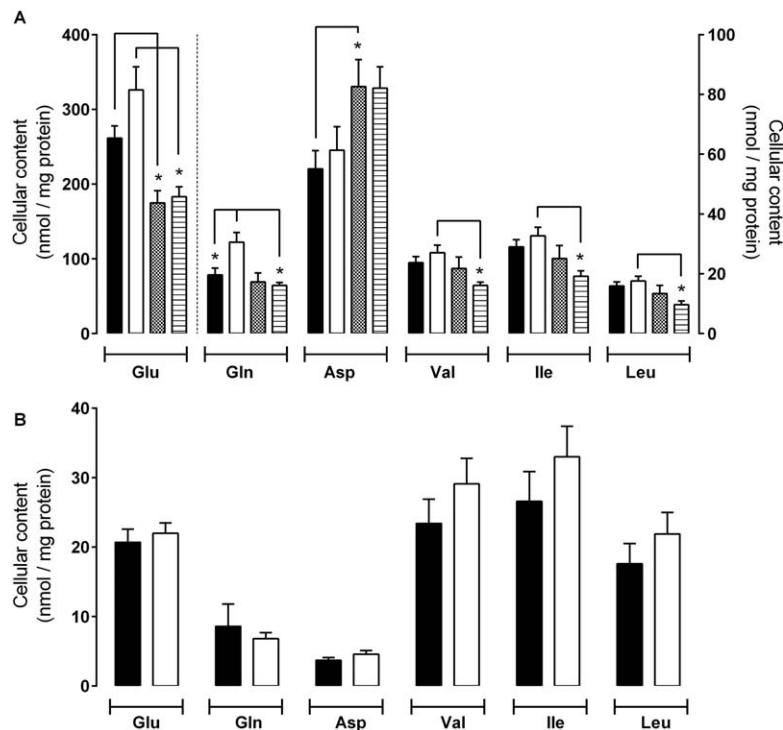 A
400
300
200
100
0
Cellular content
(nmol / mg protein)
100
80
60
40
20
0
Cellular content
(nmol / mg protein)
*
*
*
*
*
*
*
*
Glu
Gln
Asp
Val
Ile
Leu
B
40
30
20
10
0
Cellular content
(nmol / mg protein)
Glu
Gln
Asp
Val
Ile
Leu